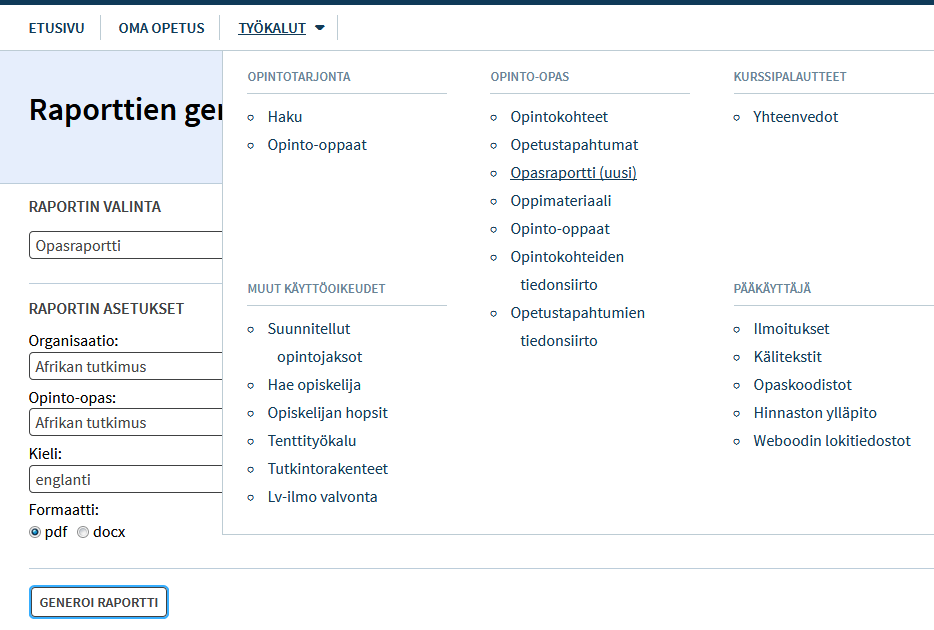 ETUSIVU
OMA OPETUS
TYÖKALUT
Raporttien ger
RAPORTIN VALINTA
Opasraportti
RAPORTIN ASETUKSET
Organisaatio:
Afrikan tutkimus
Opinto-opas:
Afrikan tutkimus
Kieli:
englanti
Formaatti:
pdf docx
GENEROI RAPORTTI
OPINTOTARJONTA
Haku
Opinto-oppaat
OPINTO-OPAS
Opintokohteet
Opetustapahtumat
Opasraportti (uusi)
Oppimateriaali
Opinto-oppaat
Opintokohteiden
tiedonsiirto
Opetustapahtumien
tiedonsiirto
KURSSIPALAUTTEET
Yhteenvedot
MUUT KÄYTTÖOIKEUDET
Suunnitellut
opintojaksot
Hae opiskelija
Opiskelijan hopsit
Tenttityökalu
Tutkintorakenteet
Lv-ilmo valvonta
PÄÄKÄYTTÄJÄ
Ilmoitukset
Kälitekstit
Opaskoodistot
Hinnaston ylläpito
Weboodin lokitiedostot